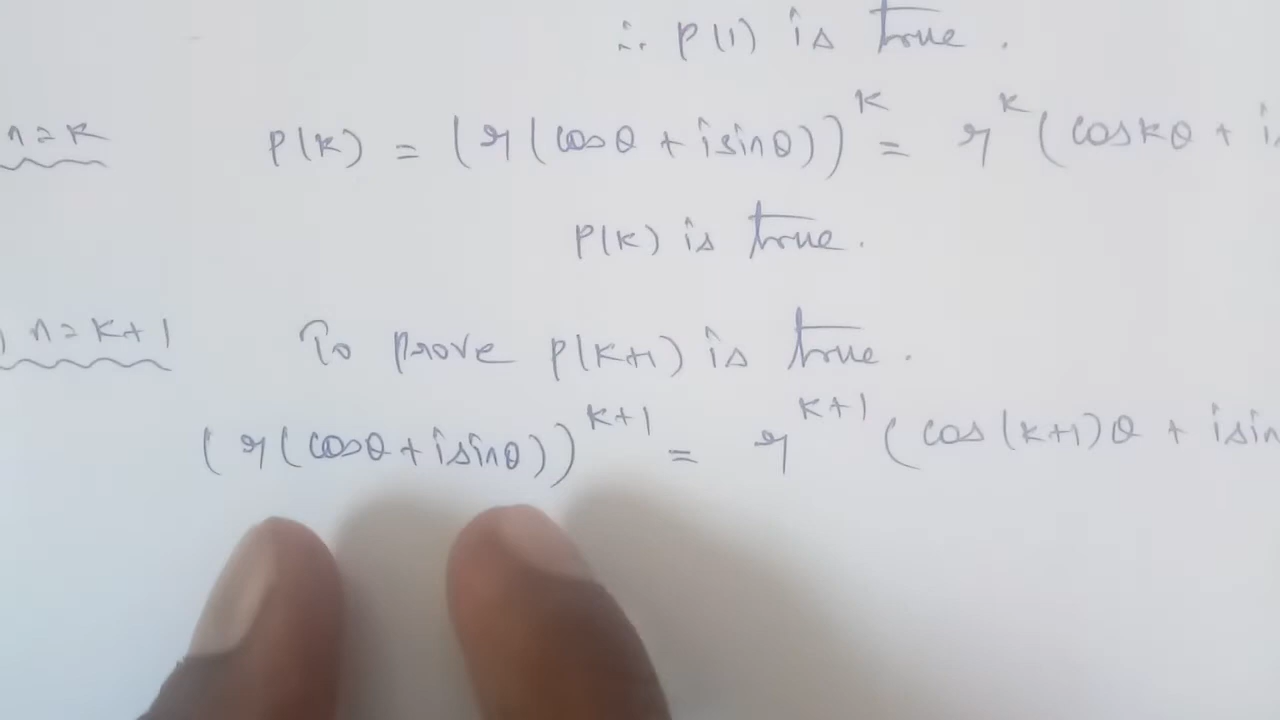 ∴ P(1) is true.
n=k P(k) = (r(cosθ + isinθ))^k = r^k (coskθ + i
P(k) is true.
n=k+1 To prove P(k+1) is true.
(r(cosθ + isinθ))^{k+1} = r^{k+1} (cos(k+1)θ + isin